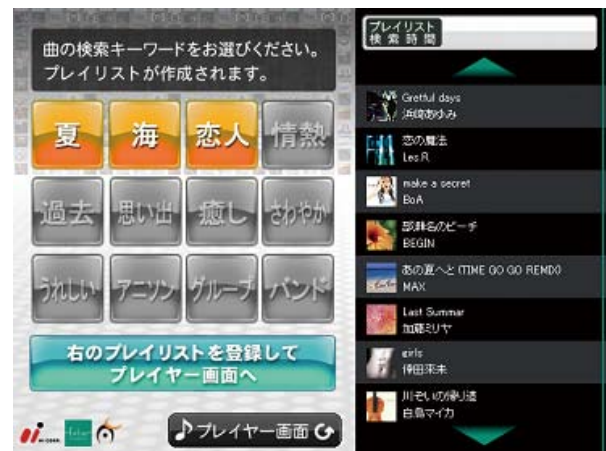 曲の検索キーワードをお選びください。
プレイリストが作成されます。
夏
海
恋人
情熱
過去
思い出
癒し
さわやか
うれしい
アニソン
グループ
バンド
右のプレイリストを登録して
プレイヤー画面へ
プレイヤー画面
プレイリスト
検索時間
Gretful days
浜崎あゆみ
恋の魔法
Les.R
make a secret
BoA
のビーチ
BEGIN
あの夏へと (TIME GO GO REMIX)
MAX
Last Summar
加藤ミリヤ
girls
倖田來未
川そいの帰り道
白鳥マイカ